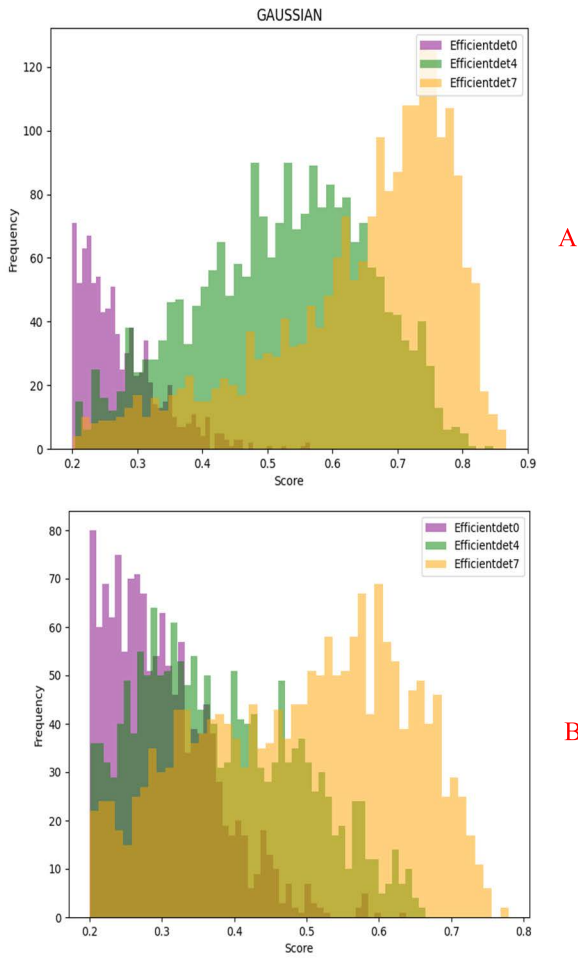 GAUSSIAN
Efficientdet0
Efficientdet4
Efficientdet7
120
100
80
60
40
20
0
Frequency
0.2 0.3 0.4 0.5 0.6 0.7 0.8 0.9
Score
A
Efficientdet0
Efficientdet4
Efficientdet7
80
70
60
50
40
30
20
10
0
Frequency
0.2 0.3 0.4 0.5 0.6 0.7 0.8
Score
B